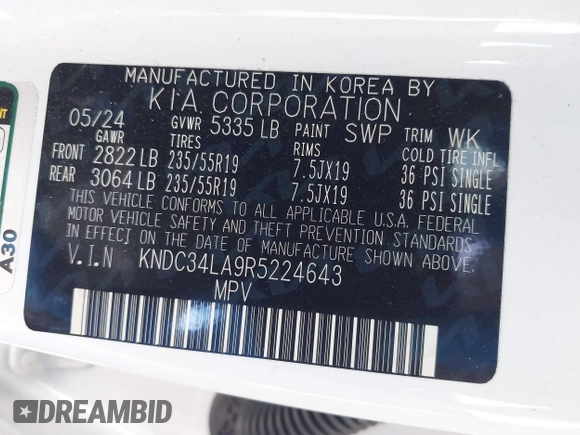 MANUFACTURED IN KOREA BY
KIA CORPORATION
05/24 GVWR 5335 LB PAINT SWP TRIM WK
GAWR TIRES RIMS COLD TIRE INFL
FRONT 2822 LB 235/55R19 7.5JX19 36 PSI SINGLE
REAR 3064 LB 235/55R19 7.5JX19 36 PSI SINGLE
THIS VEHICLE CONFORMS TO ALL APPLICABLE U.S.A. FEDERAL
MOTOR VEHICLE SAFETY AND THEFT PREVENTION STANDARDS
IN EFFECT ON THE DATE OF MANUFACTURE SHOWN ABOVE.
V.I.N KNDC34LA9R5224643
MPV
A30
DREAMBID